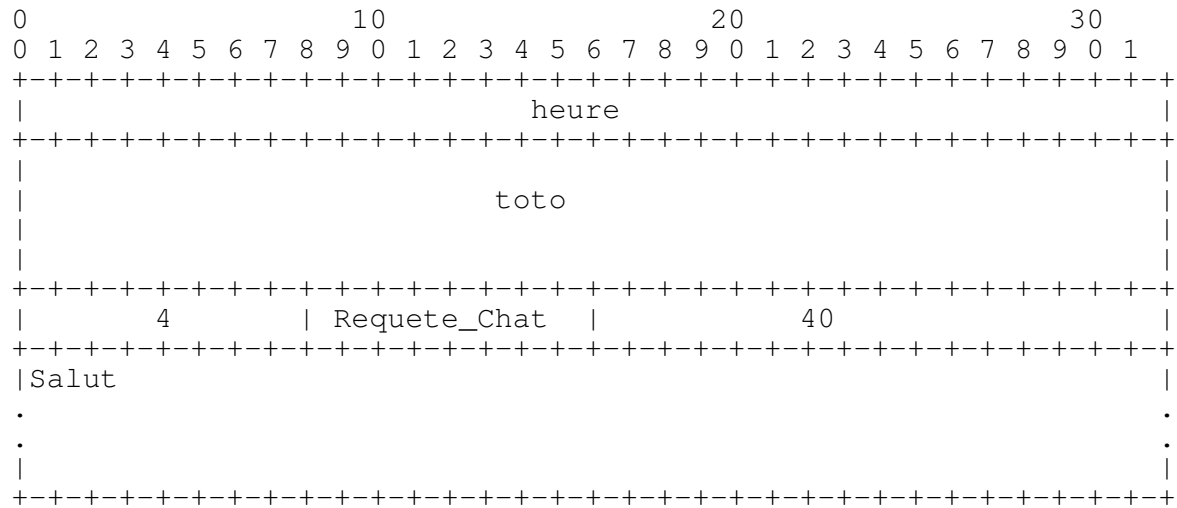 0                   10                  20                  30
0 1 2 3 4 5 6 7 8 9 0 1 2 3 4 5 6 7 8 9 0 1 2 3 4 5 6 7 8 9 0 1
+-+-+-+-+-+-+-+-+-+-+-+-+-+-+-+-+-+-+-+-+-+-+-+-+-+-+-+-+-+-+-+-+
|                            heure                              |
+-+-+-+-+-+-+-+-+-+-+-+-+-+-+-+-+-+-+-+-+-+-+-+-+-+-+-+-+-+-+-+-+
|                                                               |
|                          toto                                 |
|                                                               |
|                                                               |
+-+-+-+-+-+-+-+-+-+-+-+-+-+-+-+-+-+-+-+-+-+-+-+-+-+-+-+-+-+-+-+-+
|       4       | Requete_Chat  |           40                  |
+-+-+-+-+-+-+-+-+-+-+-+-+-+-+-+-+-+-+-+-+-+-+-+-+-+-+-+-+-+-+-+-+
|Salut                                                          |
.                                                               .
.                                                               .
|                                                               |
+-+-+-+-+-+-+-+-+-+-+-+-+-+-+-+-+-+-+-+-+-+-+-+-+-+-+-+-+-+-+-+-+